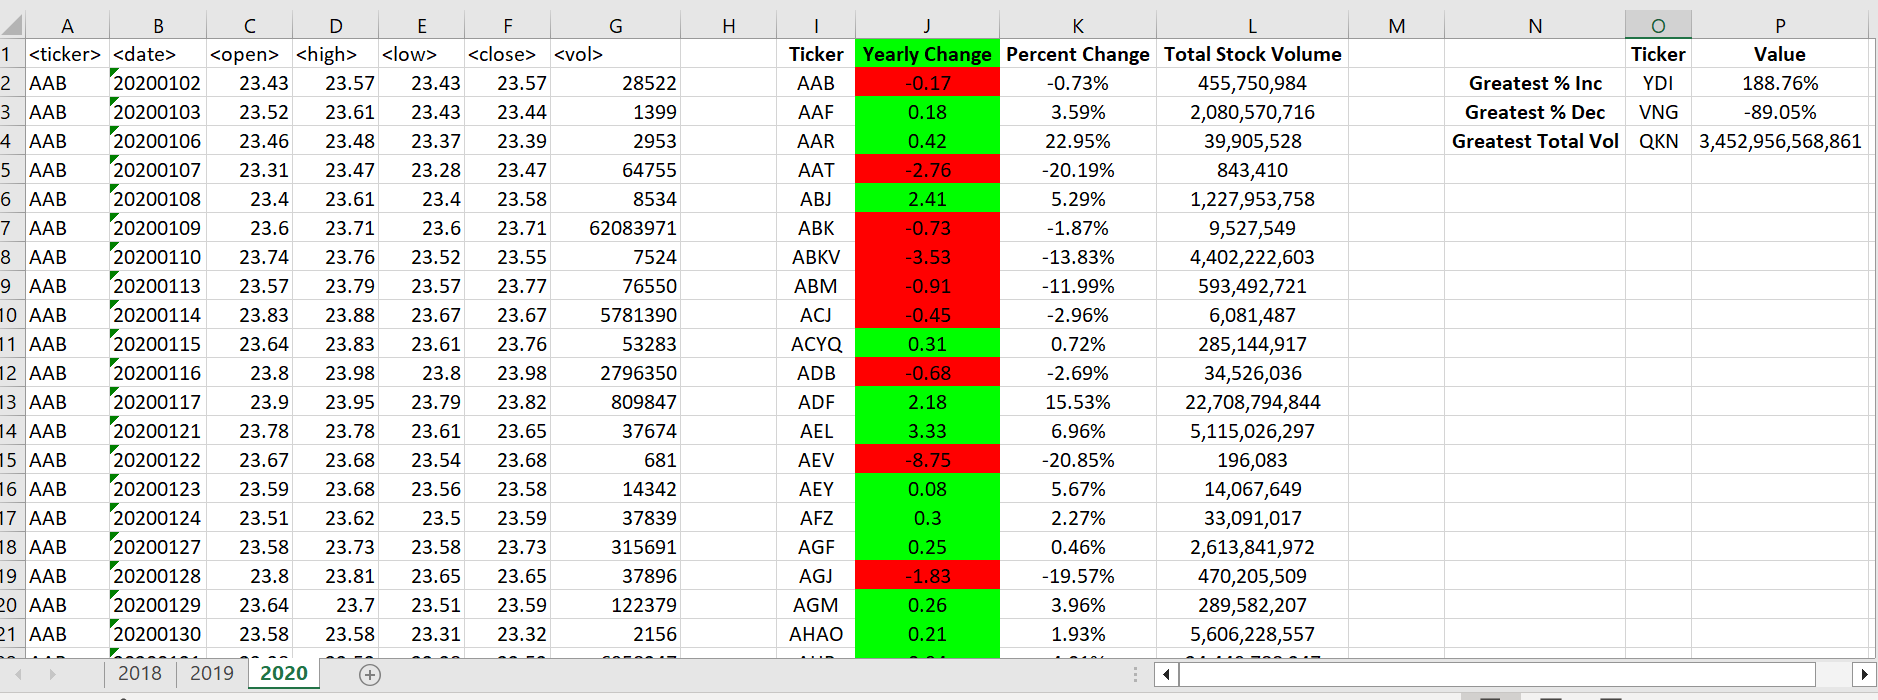 A B C D E F G H I J K L M N O P
1 <ticker> <date> <open> <high> <low> <close> <vol> Ticker Yearly Change Percent Change Total Stock Volume Ticker Value
2 AAB 20200102 23.43 23.57 23.43 23.57 28522 AAB -0.17 -0.73% 455,750,984 Greatest % Inc YDI 188.76%
3 AAB 20200103 23.52 23.61 23.43 23.44 1399 AAF 0.18 3.59% 2,080,570,716 Greatest % Dec VNG -89.05%
4 AAB 20200106 23.46 23.48 23.37 23.39 2953 AAR 0.42 22.95% 39,905,528 Greatest Total Vol QKN 3,452,956,568,861
5 AAB 20200107 23.31 23.47 23.28 23.47 64755 AAT -2.76 -20.19% 843,410
6 AAB 20200108 23.4 23.61 23.4 23.58 8534 ABJ 2.41 5.29% 1,227,953,758
7 AAB 20200109 23.6 23.71 23.6 23.71 62083971 ABK -0.73 -1.87% 9,527,549
8 AAB 20200110 23.74 23.76 23.52 23.55 7524 ABKV -3.53 -13.83% 4,402,222,603
9 AAB 20200113 23.57 23.79 23.57 23.77 76550 ABM -0.91 -11.99% 593,492,721
10 AAB 20200114 23.83 23.88 23.67 23.67 5781390 ACJ -0.45 -2.96% 6,081,487
11 AAB 20200115 23.64 23.83 23.61 23.76 53283 ACYQ 0.31 0.72% 285,144,917
12 AAB 20200116 23.8 23.98 23.8 23.98 2796350 ADB -0.68 -2.69% 34,526,036
13 AAB 20200117 23.9 23.95 23.79 23.82 809847 ADF 2.18 15.53% 22,708,794,844
14 AAB 20200121 23.78 23.78 23.61 23.65 37674 AEL 3.33 6.96% 5,115,026,297
15 AAB 20200122 23.67 23.68 23.54 23.68 681 AEV -8.75 -20.85% 196,083
16 AAB 20200123 23.59 23.68 23.56 23.58 14342 AEY 0.08 5.67% 14,067,649
17 AAB 20200124 23.51 23.62 23.5 23.59 37839 AFZ 0.3 2.27% 33,091,017
18 AAB 20200127 23.58 23.73 23.58 23.73 315691 AGF 0.25 0.46% 2,613,841,972
19 AAB 20200128 23.8 23.81 23.65 23.65 37896 AGJ -1.83 -19.57% 470,205,509
20 AAB 20200129 23.64 23.7 23.51 23.59 122379 AGM 0.26 3.96% 289,582,207
21 AAB 20200130 23.58 23.58 23.31 23.32 2156 AHAO 0.21 1.93% 5,606,228,557
2018 2019 2020